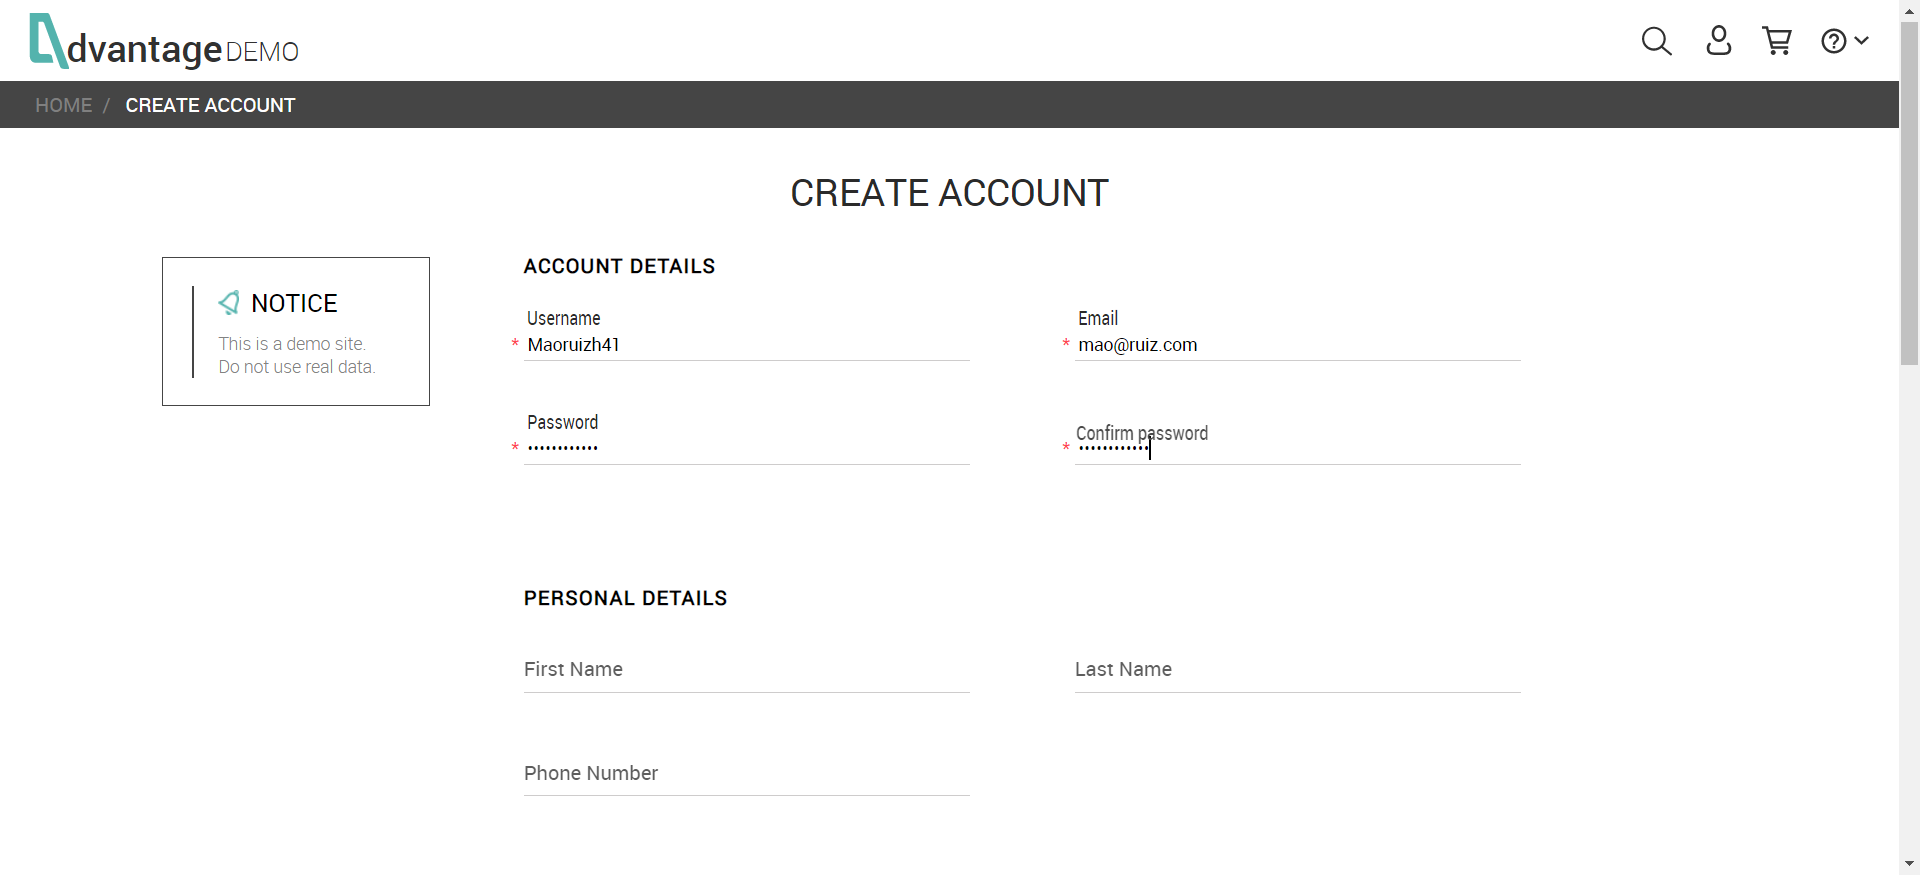 dvantage DEMO
HOME / CREATE ACCOUNT
CREATE ACCOUNT
NOTICE
This is a demo site.
Do not use real data.
ACCOUNT DETAILS
Username
* Maoruizh41
Email
* mao@ruiz.com
Password
* ••••••••••••
Confirm password
* ••••••••••••
PERSONAL DETAILS
First Name
Last Name
Phone Number